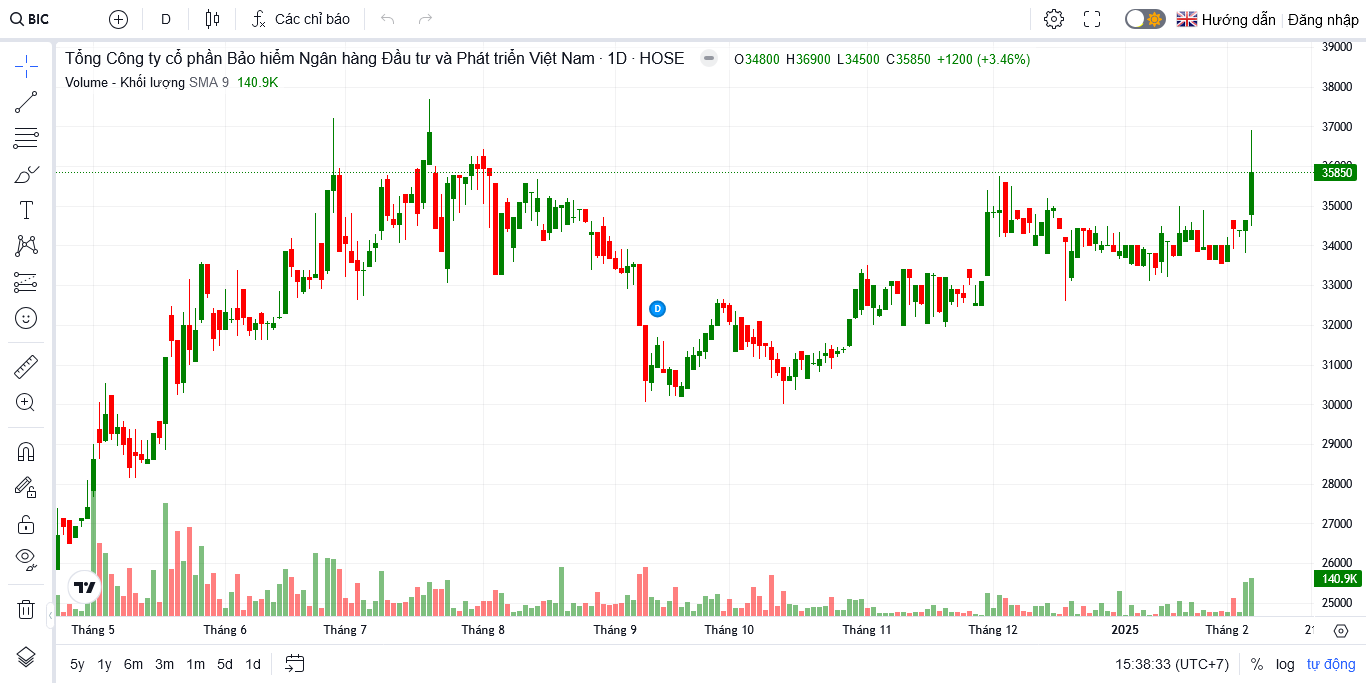 BIC D Các chỉ báo Hướng dẫn Đăng nhập
Tổng Công ty cổ phần Bảo hiểm Ngân hàng Đầu tư và Phát triển Việt Nam · 1D · HOSE O34800 H36900 L34500 C35850 +1200 (+3.46%)
Volume - Khối lượng SMA 9 140.9K
39000
38000
37000
36000
35850
35000
34000
D
33000
32000
31000
30000
29000
28000
27000
26000
140.9K
25000
Tháng 5 Tháng 6 Tháng 7 Tháng 8 Tháng 9 Tháng 10 Tháng 11 Tháng 12 2025 Tháng 2
5y 1y 6m 3m 1m 5d 1d 15:38:33 (UTC+7) % log tự động